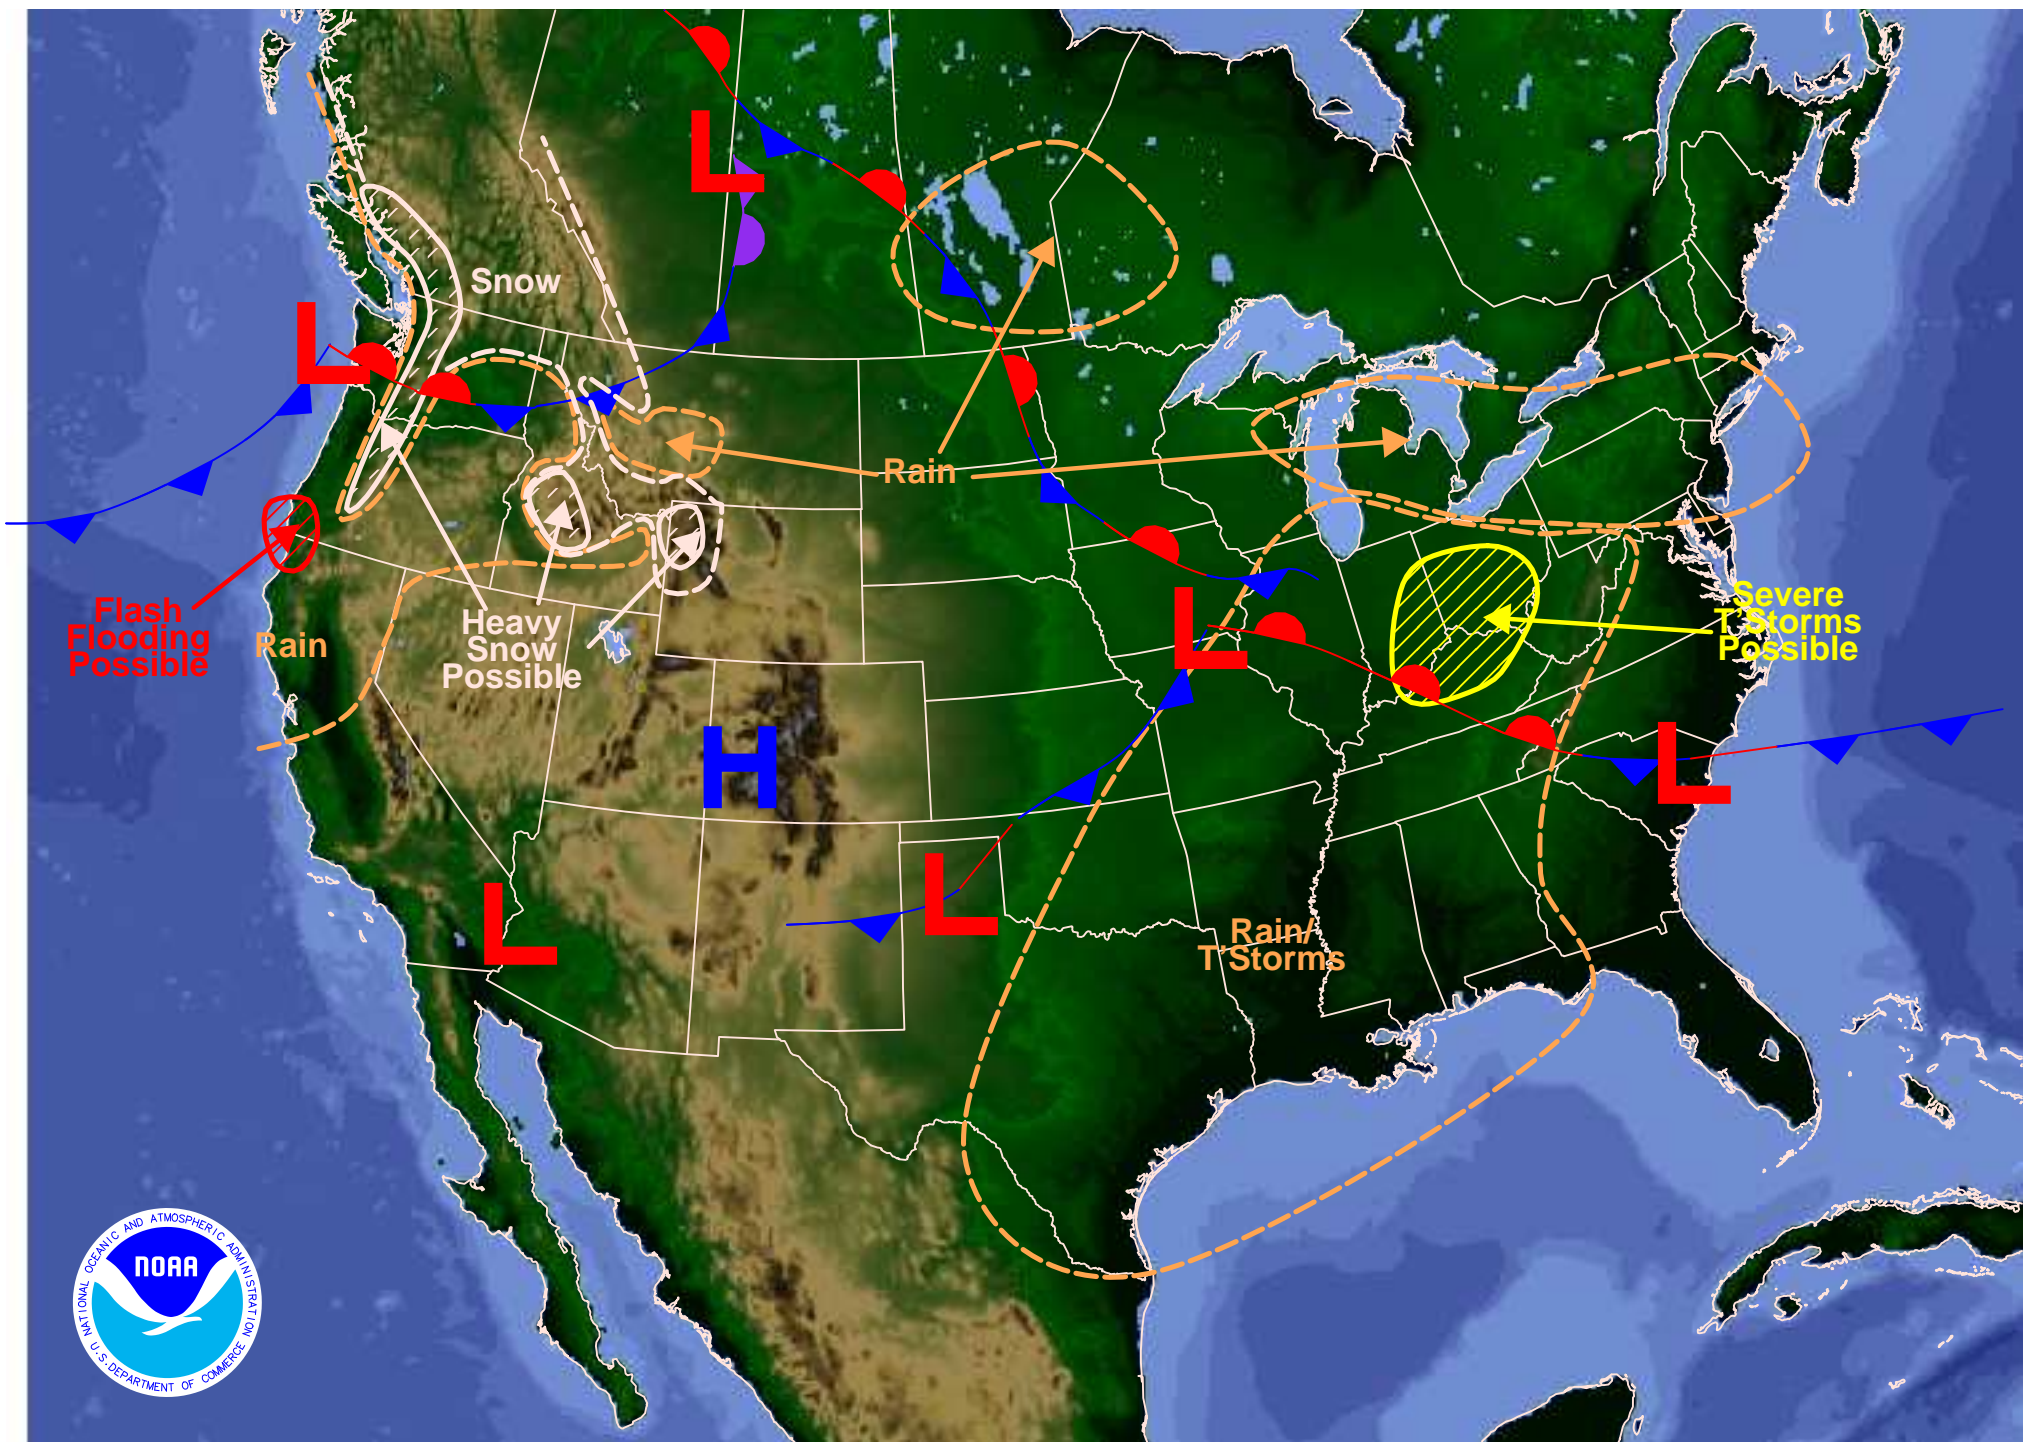 Snow
Rain
Flash
Flooding
Possible
Rain
Heavy
Snow
Possible
Severe
T'Storms
Possible
Rain/
T'Storms
L
L
L
L
H
L
L
NATIONAL OCEANIC AND ATMOSPHERIC ADMINISTRATION
NOAA
U.S. DEPARTMENT OF COMMERCE